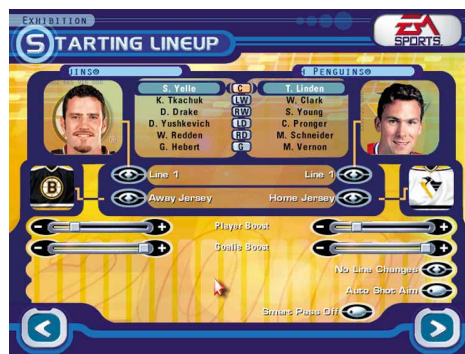 EXHIBITION
STARTING LINEUP
EA
SPORTS
JINS®
PENGUINS®
S. Yelle C T. Linden
K. Tkachuk LW W. Clark
D. Drake RW S. Young
D. Yushkevich LD C. Pronger
W. Redden RD M. Schneider
G. Hebert G M. Vernon
Line 1 Line 1
Away Jersey Home Jersey
B
- + Player Boost - +
- + Goalie Boost - +
No Line Changes
Auto Shot Aim
Smart Pass Off